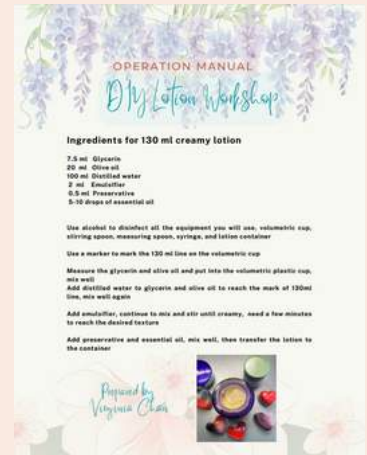 OPERATION MANUAL
DIY Lotion Workshop
Ingredients for 130 ml creamy lotion
7.5 ml Glycerin
20 ml Olive oil
100 ml Distilled water
2 ml Emulsifier
0.5 ml Preservative
5-10 drops of essential oil
Use alcohol to disinfect all the equipment you will use, volumetric cup,
stirring spoon, measuring spoon, syringe, and lotion container
Use a marker to mark the 130 ml line on the volumetric cup
Measure the glycerin and olive oil and put into the volumetric plastic cup,
mix well
Add distilled water to glycerin and olive oil to reach the mark of 130ml
line, mix well again
Add emulsifier, continue to mix and stir until creamy, need a few minutes
to reach the desired texture
Add preservative and essential oil, mix well, then transfer the lotion to
the container
Prepared by
Virginia